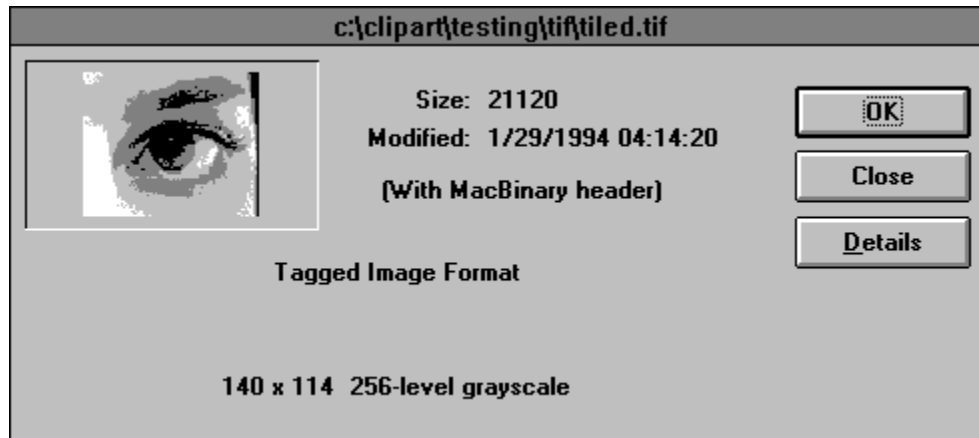 c:\clipart\testing\tif\tiled.tif
Size: 21120
Modified: 1/29/1994 04:14:20
(With MacBinary header)
OK
Close
Details
Tagged Image Format
140 x 114 256-level grayscale